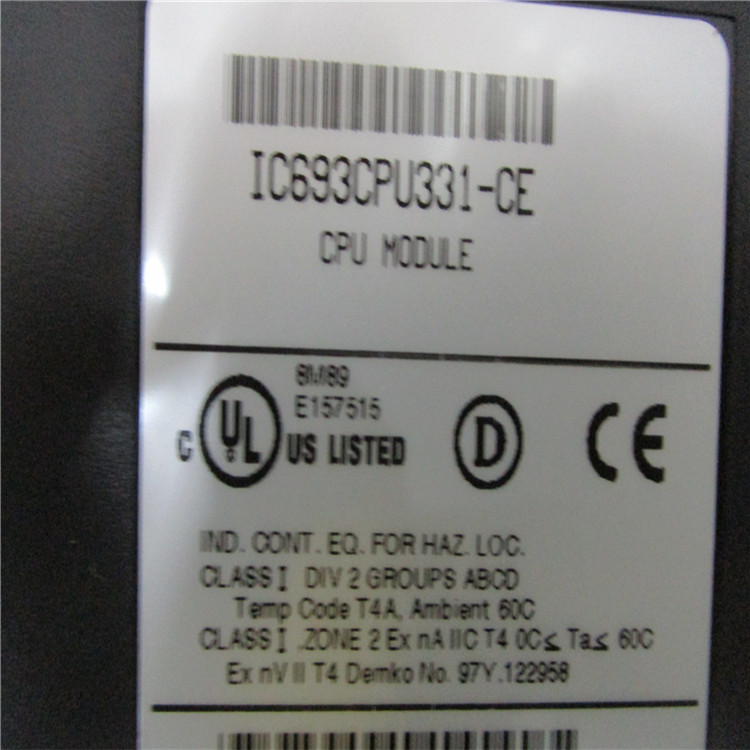 IC693CPU331-CE
CPU MODULE
8M89
E157515
C UL US LISTED
D
CE
IND. CONT. EQ. FOR HAZ. LOC.
CLASS I DIV 2 GROUPS ABCD
Temp Code T4A, Ambient 60C
CLASS I .ZONE 2 Ex nA IIC T4 0C≤ Ta≤ 60C
Ex nV II T4 Demko No. 97Y.122958